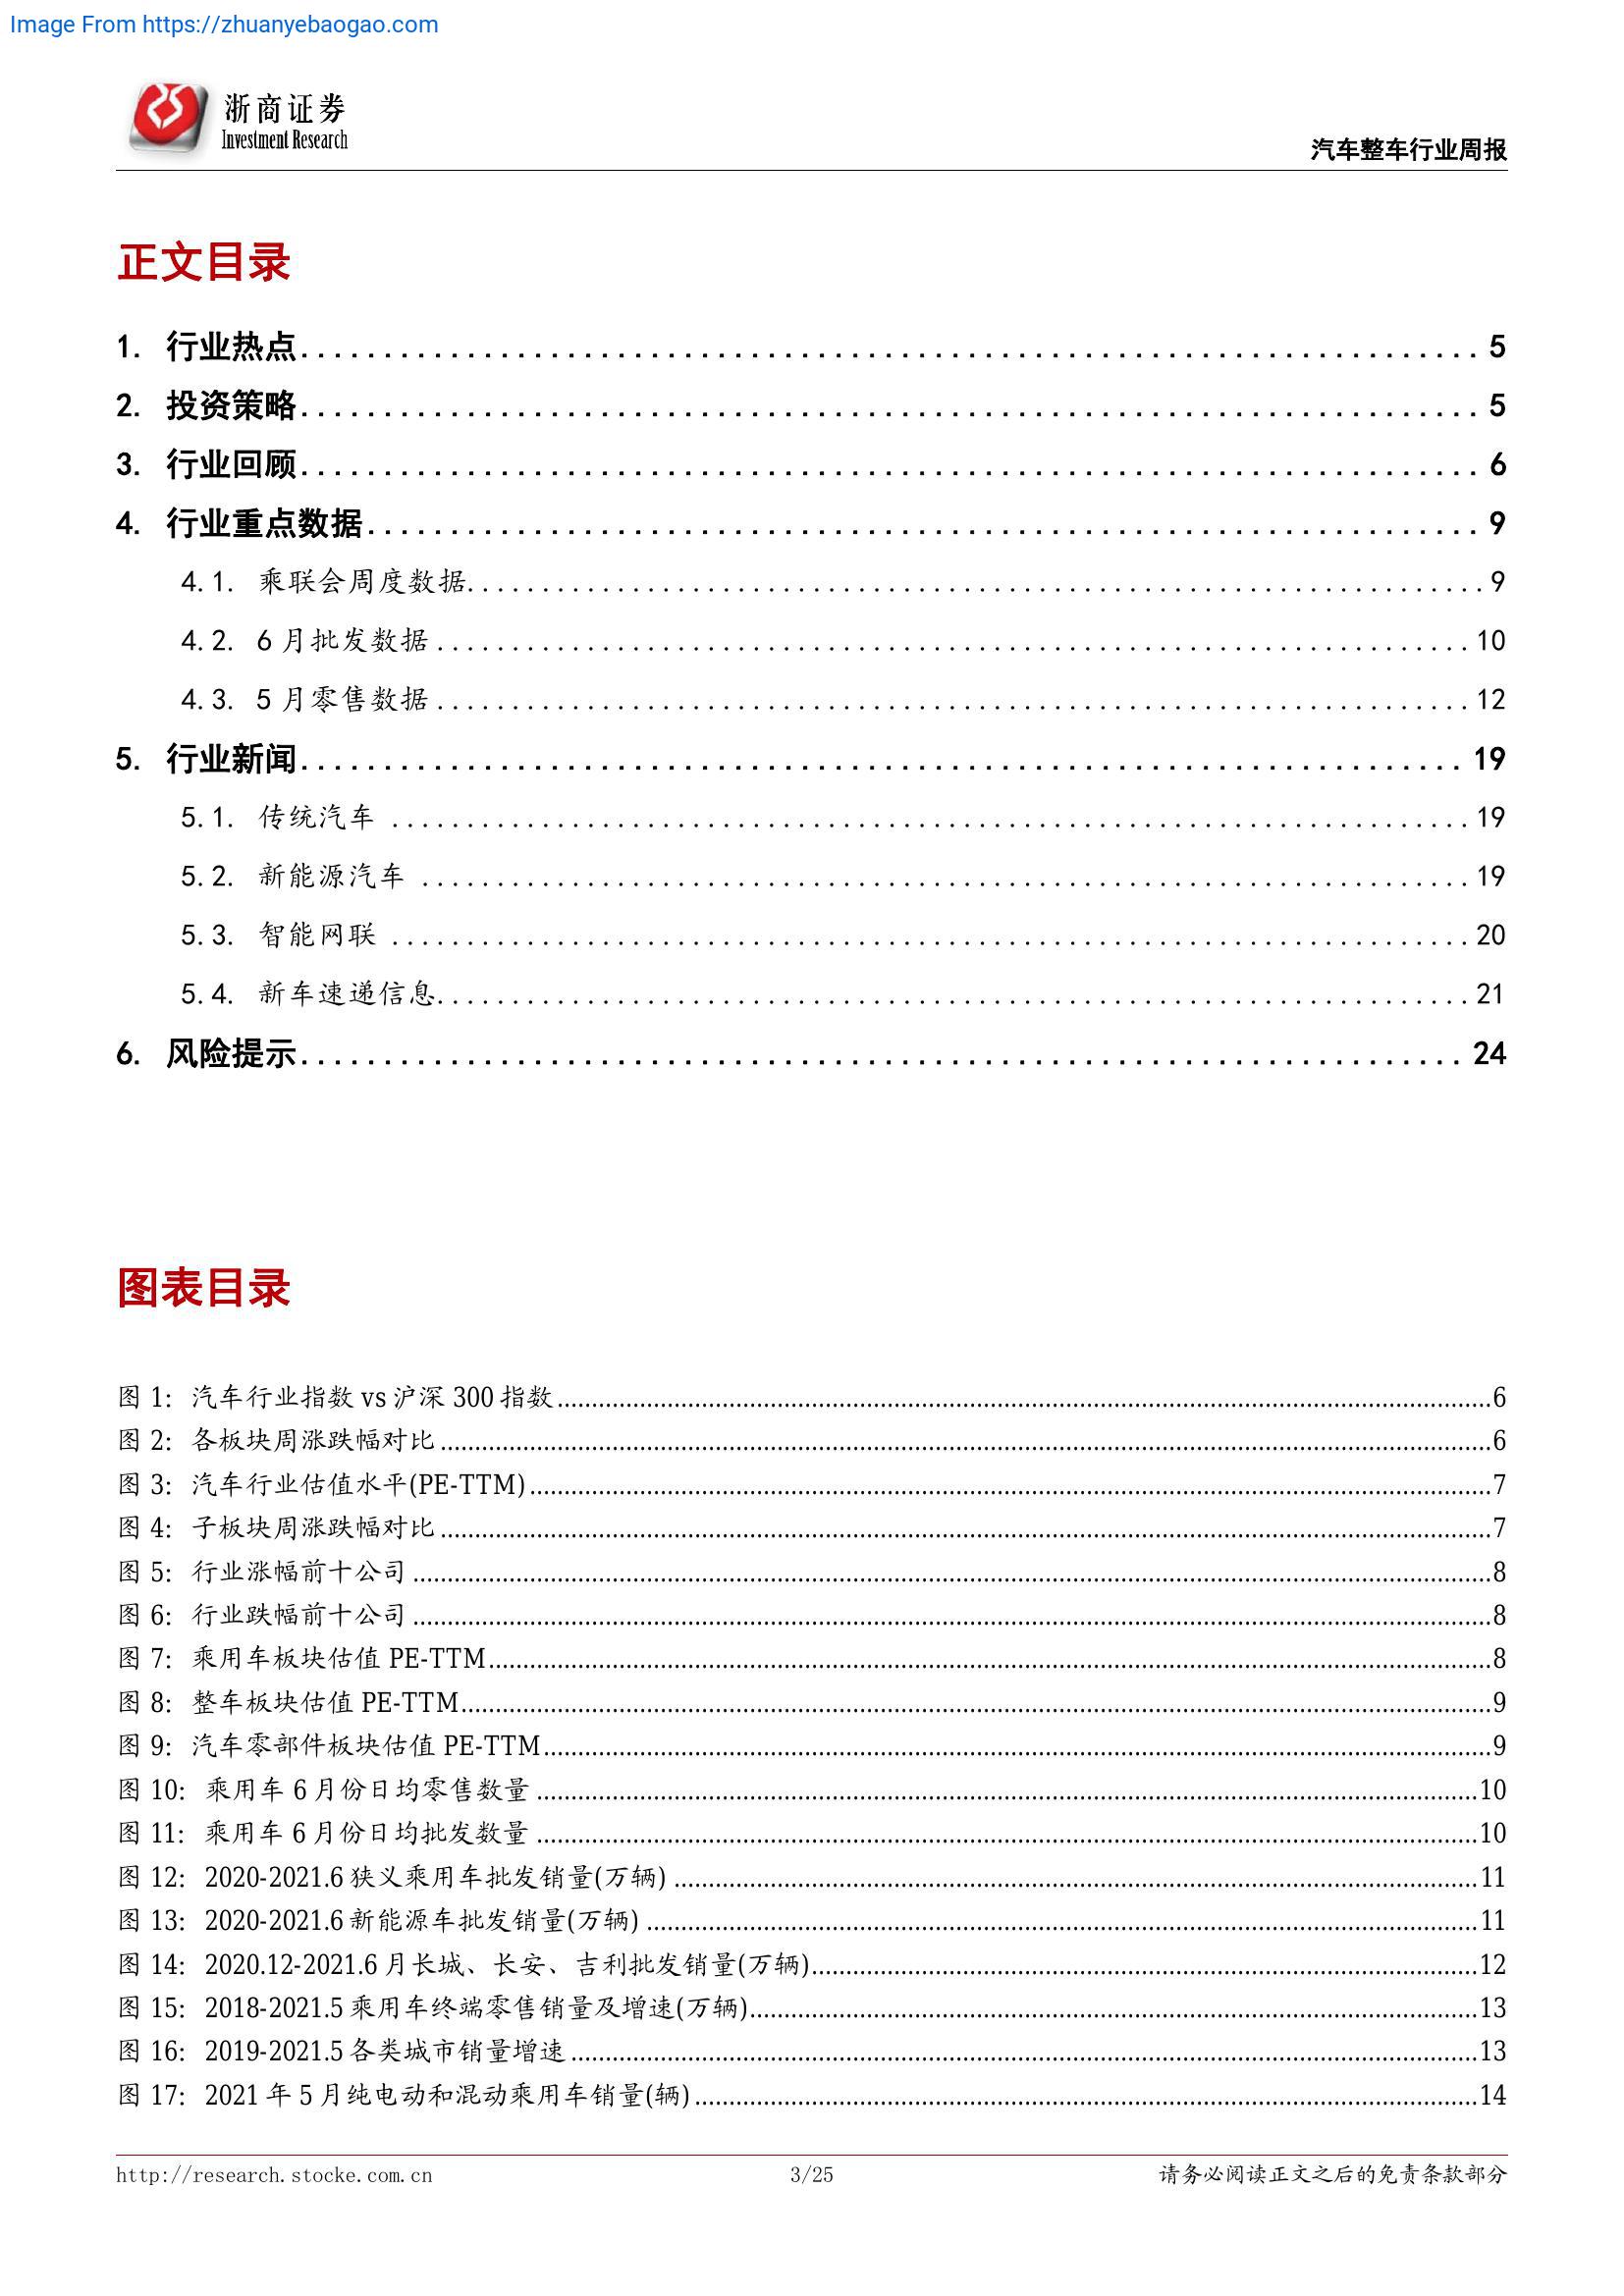 Image From https://zhuanyebaogao.com
浙商证券
Investment Research
汽车整车行业周报
正文目录
1. 行业热点........................................................................ 5
2. 投资策略........................................................................ 5
3. 行业回顾........................................................................ 6
4. 行业重点数据.................................................................... 9
4.1. 乘联会周度数据.................................................................... 9
4.2. 6 月批发数据..................................................................... 10
4.3. 5 月零售数据..................................................................... 12
5. 行业新闻....................................................................... 19
5.1. 传统汽车 ........................................................................ 19
5.2. 新能源汽车 ...................................................................... 19
5.3. 智能网联 ........................................................................ 20
5.4. 新车速递信息..................................................................... 21
6. 风险提示....................................................................... 24
图表目录
图 1: 汽车行业指数 vs 沪深 300 指数........................................................................6
图 2: 各板块周涨跌幅对比........................................................................6
图 3: 汽车行业估值水平(PE-TTM)........................................................................7
图 4: 子板块周涨跌幅对比........................................................................7
图 5: 行业涨幅前十公司........................................................................8
图 6: 行业跌幅前十公司........................................................................8
图 7: 乘用车板块估值 PE-TTM........................................................................8
图 8: 整车板块估值 PE-TTM........................................................................9
图 9: 汽车零部件板块估值 PE-TTM........................................................................9
图 10: 乘用车 6 月份日均零售数量........................................................................10
图 11: 乘用车 6 月份日均批发数量........................................................................10
图 12: 2020-2021.6 狭义乘用车批发销量(万辆)........................................................................11
图 13: 2020-2021.6 新能源车批发销量(万辆)........................................................................11
图 14: 2020.12-2021.6 月长城、长安、吉利批发销量(万辆)........................................................................12
图 15: 2018-2021.5 乘用车终端零售销量及增速(万辆)........................................................................13
图 16: 2019-2021.5 各类城市销量增速........................................................................13
图 17: 2021 年 5 月纯电动和混动乘用车销量(辆)........................................................................14
http://research.stocke.com.cn
3/25
请务必阅读正文之后的免责条款部分